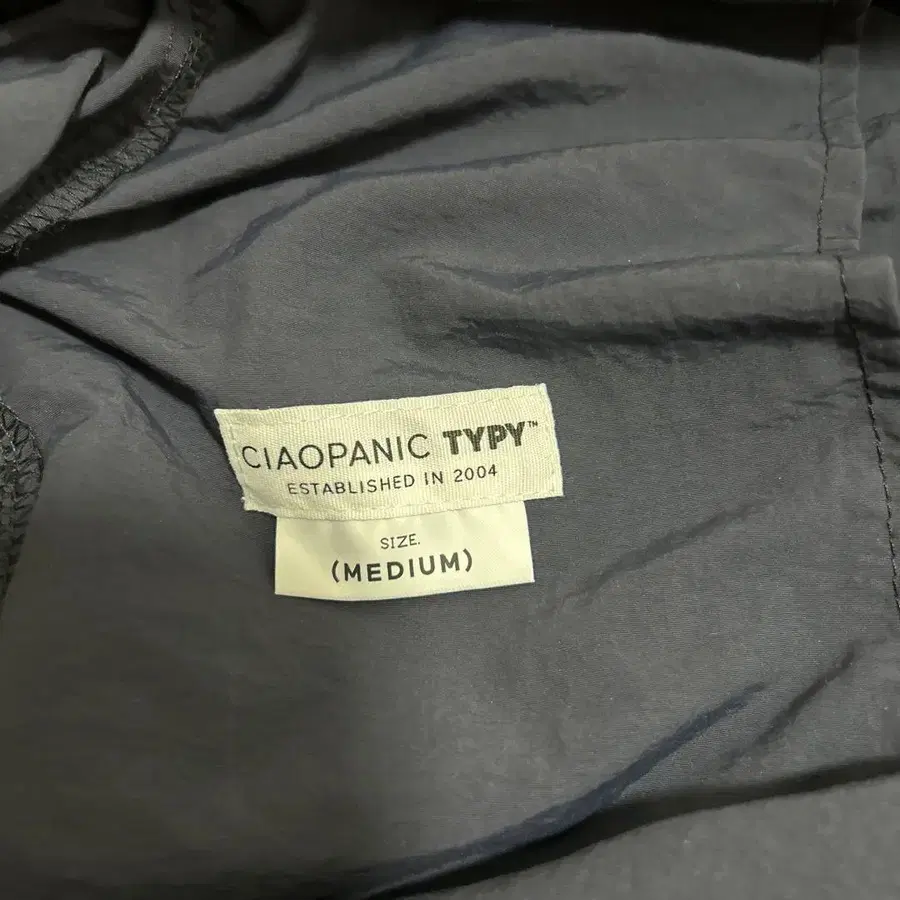 CIAOPANIC TYPY™
ESTABLISHED IN 2004
SIZE.
(MEDIUM)